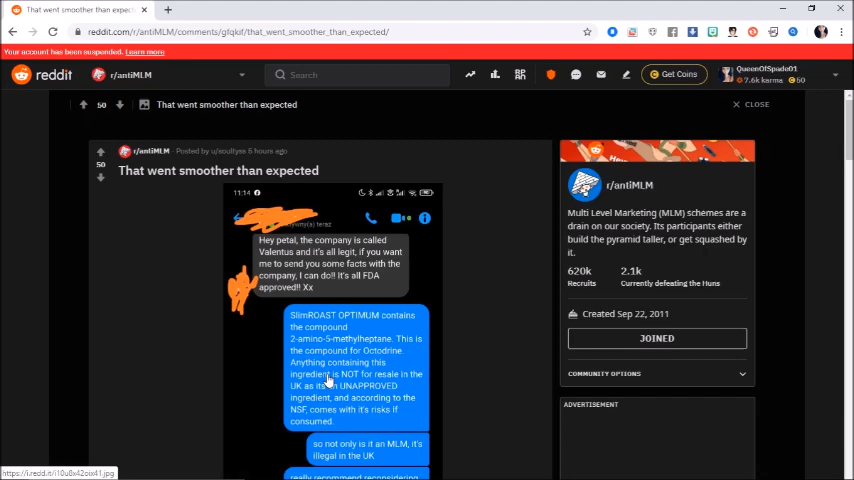 That went smoother than expect
reddit.com/r/antiMLM/comments/gfqkif/that_went_smoother_than_expected/
Your account has been suspended. Learn more
reddit
r/antiMLM
Search
Get Coins
QueenOfSpade01
7.6k karma 50
50
That went smoother than expected
CLOSE
r/antiMLM · Posted by u/soultyss 5 hours ago
50
That went smoother than expected
11:14
teraz
Hey petal, the company is called
Valentus and it's all legit, if you want
me to send you some facts with the
company, I can do!! It's all FDA
approved!! Xx
SlimROAST OPTIMUM contains
the compound
2-amino-5-methylheptane. This is
the compound for Octodrine.
Anything containing this
ingredient is NOT for resale in the
UK as its an UNAPPROVED
ingredient, and according to the
NSF, comes with it's risks if
consumed.
so not only is it an MLM, it's
illegal in the UK
really recommend reconsidering
r/antiMLM
Multi Level Marketing (MLM) schemes are a
drain on our society. Its participants either
build the pyramid taller, or get squashed by
it.
620k
2.1k
Recruits
Currently defeating the Huns
Created Sep 22, 2011
JOINED
COMMUNITY OPTIONS
ADVERTISEMENT
https://i.redd.it/i10u8x42oix41.jpg